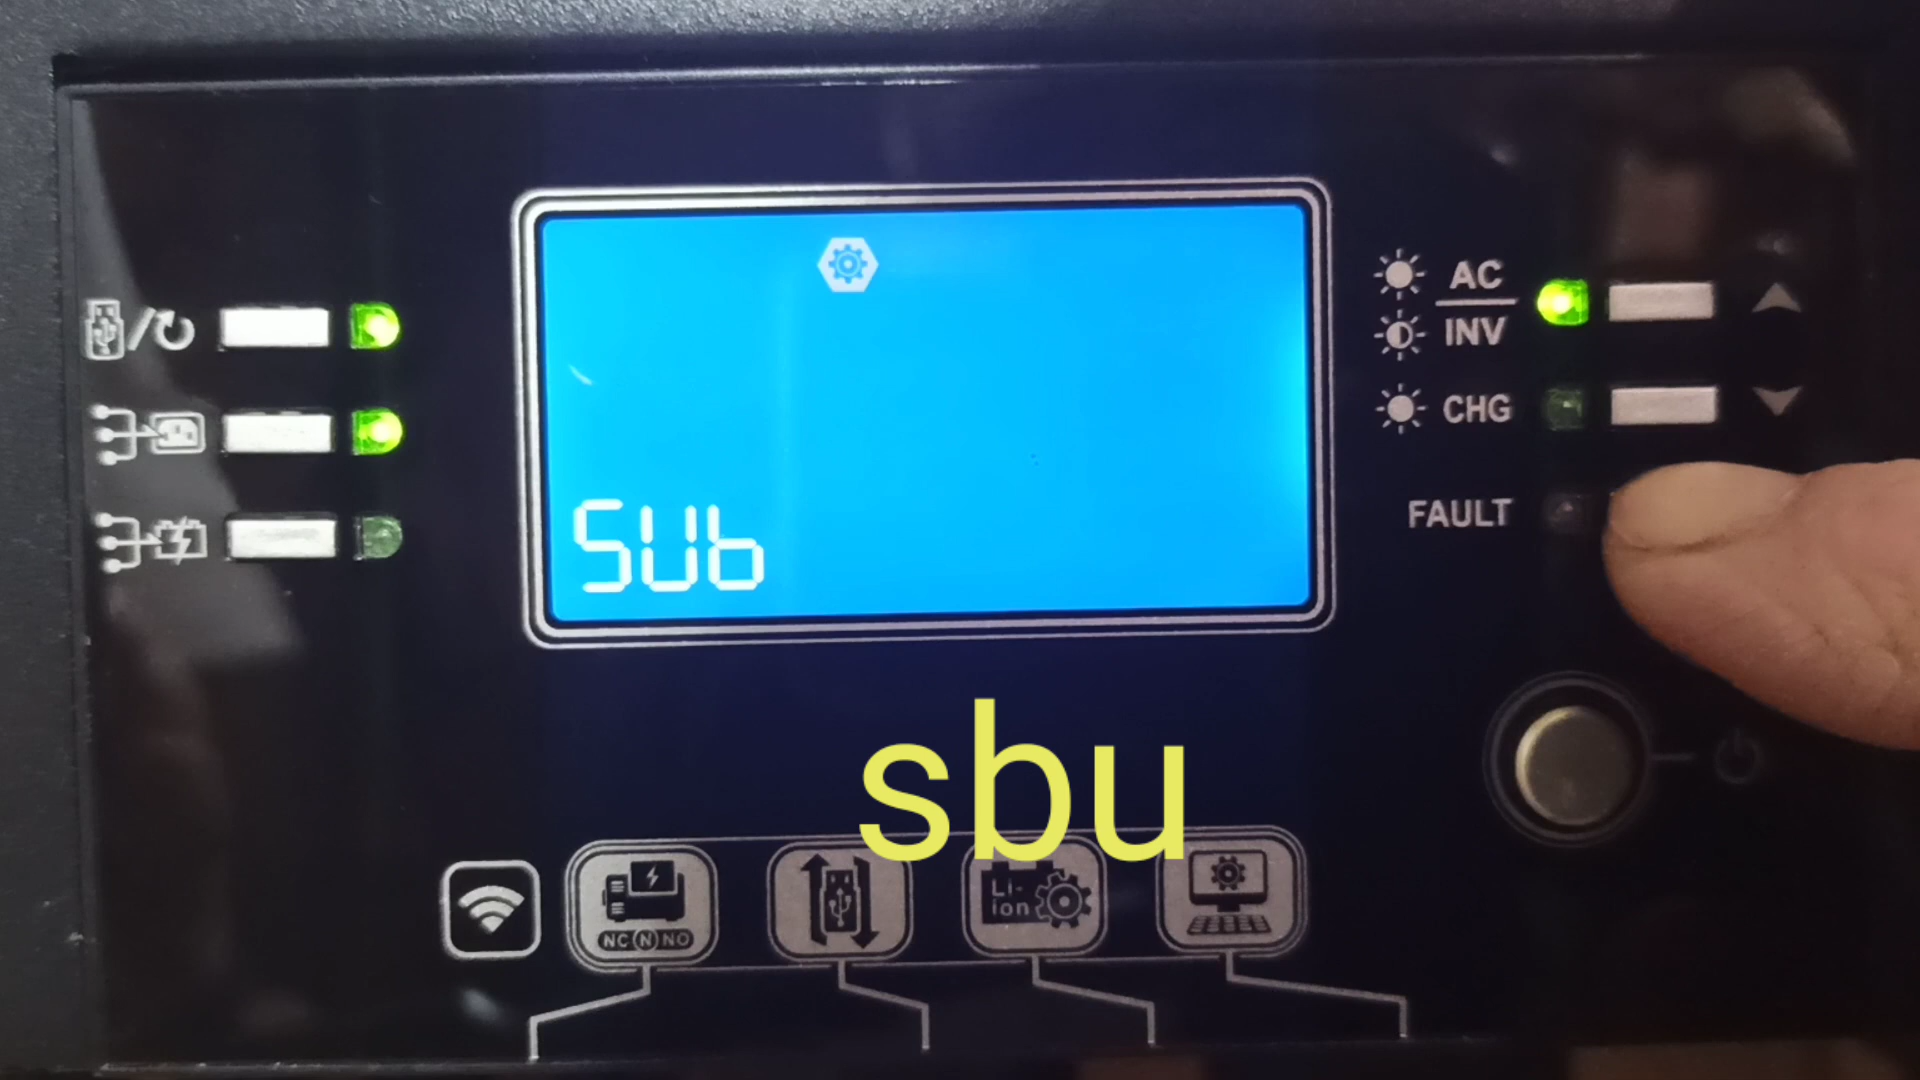 AC
INV
CHG
SUb
FAULT
sbu
NC N NO
Li-
ion